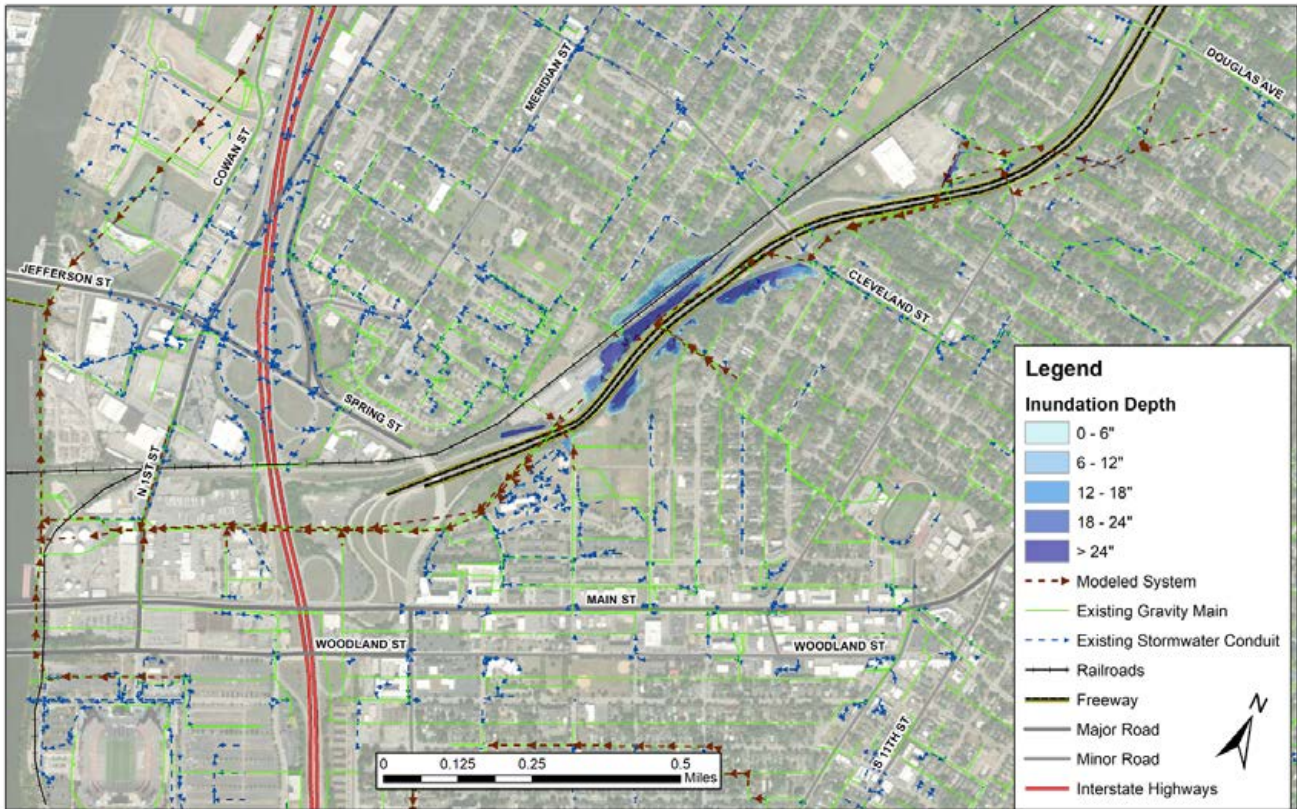 DOUGLAS AVE
MERIDIAN ST
COWAN ST
JEFFERSON ST
CLEVELAND ST
SPRING ST
N 1ST ST
MAIN ST
WOODLAND ST
WOODLAND ST
S 11TH ST
0 0.125 0.25 0.5
Miles
Legend
Inundation Depth
0 - 6"
6 - 12"
12 - 18"
18 - 24"
> 24"
Modeled System
Existing Gravity Main
Existing Stormwater Conduit
Railroads
Freeway
Major Road
Minor Road
Interstate Highways
N